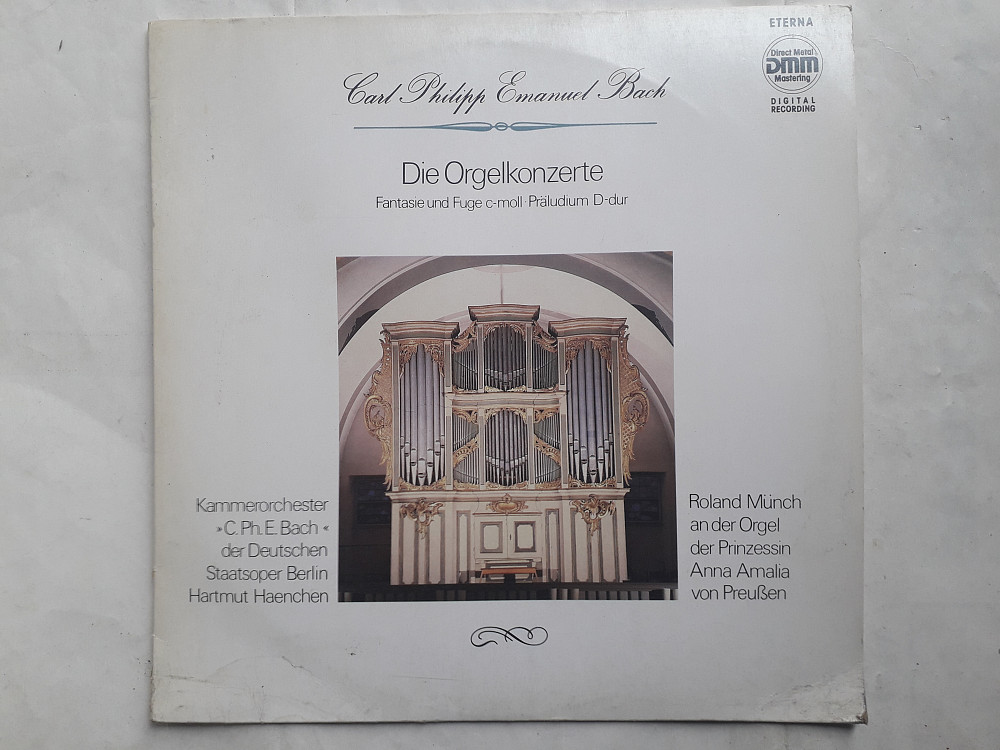 ETERNA
Direct Metal
DMM
Mastering
DIGITAL
RECORDING
Carl Philipp Emanuel Bach
Die Orgelkonzerte
Fantasie und Fuge c-moll · Präludium D-dur
Kammerorchester
»C. Ph. E. Bach «
der Deutschen
Staatsoper Berlin
Hartmut Haenchen
Roland Münch
an der Orgel
der Prinzessin
Anna Amalia
von Preußen